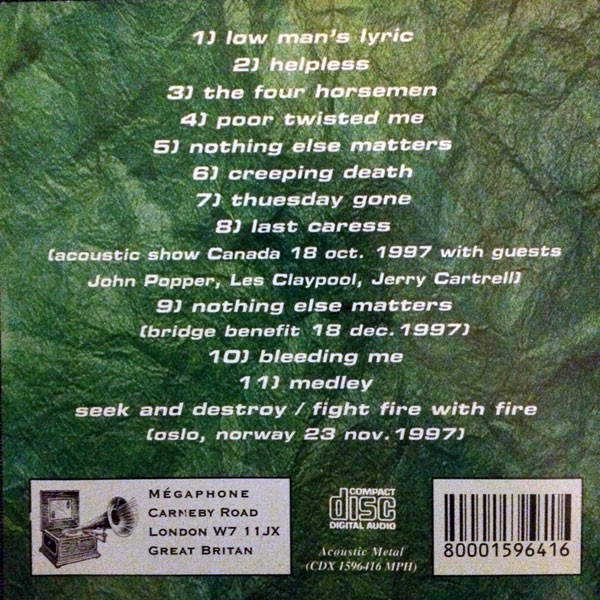 1) low man's lyric
2) helpless
3) the four horsemen
4) poor twisted me
5) nothing else matters
6) creeping death
7) thuesday gone
8) last caress
(acoustic show Canada 18 oct. 1997 with guests
John Popper, Les Claypool, Jerry Cartrell)
9) nothing else matters
(bridge benefit 18 dec. 1997)
10) bleeding me
11) medley
seek and destroy / fight fire with fire
(oslo, norway 23 nov. 1997)
MÉGAPHONE
CARNEBY ROAD
LONDON W7 11JX
GREAT BRITAN
COMPACT
disc
DIGITAL AUDIO
Acoustic Metal
(CDX 1596416 MPH)
80001596416